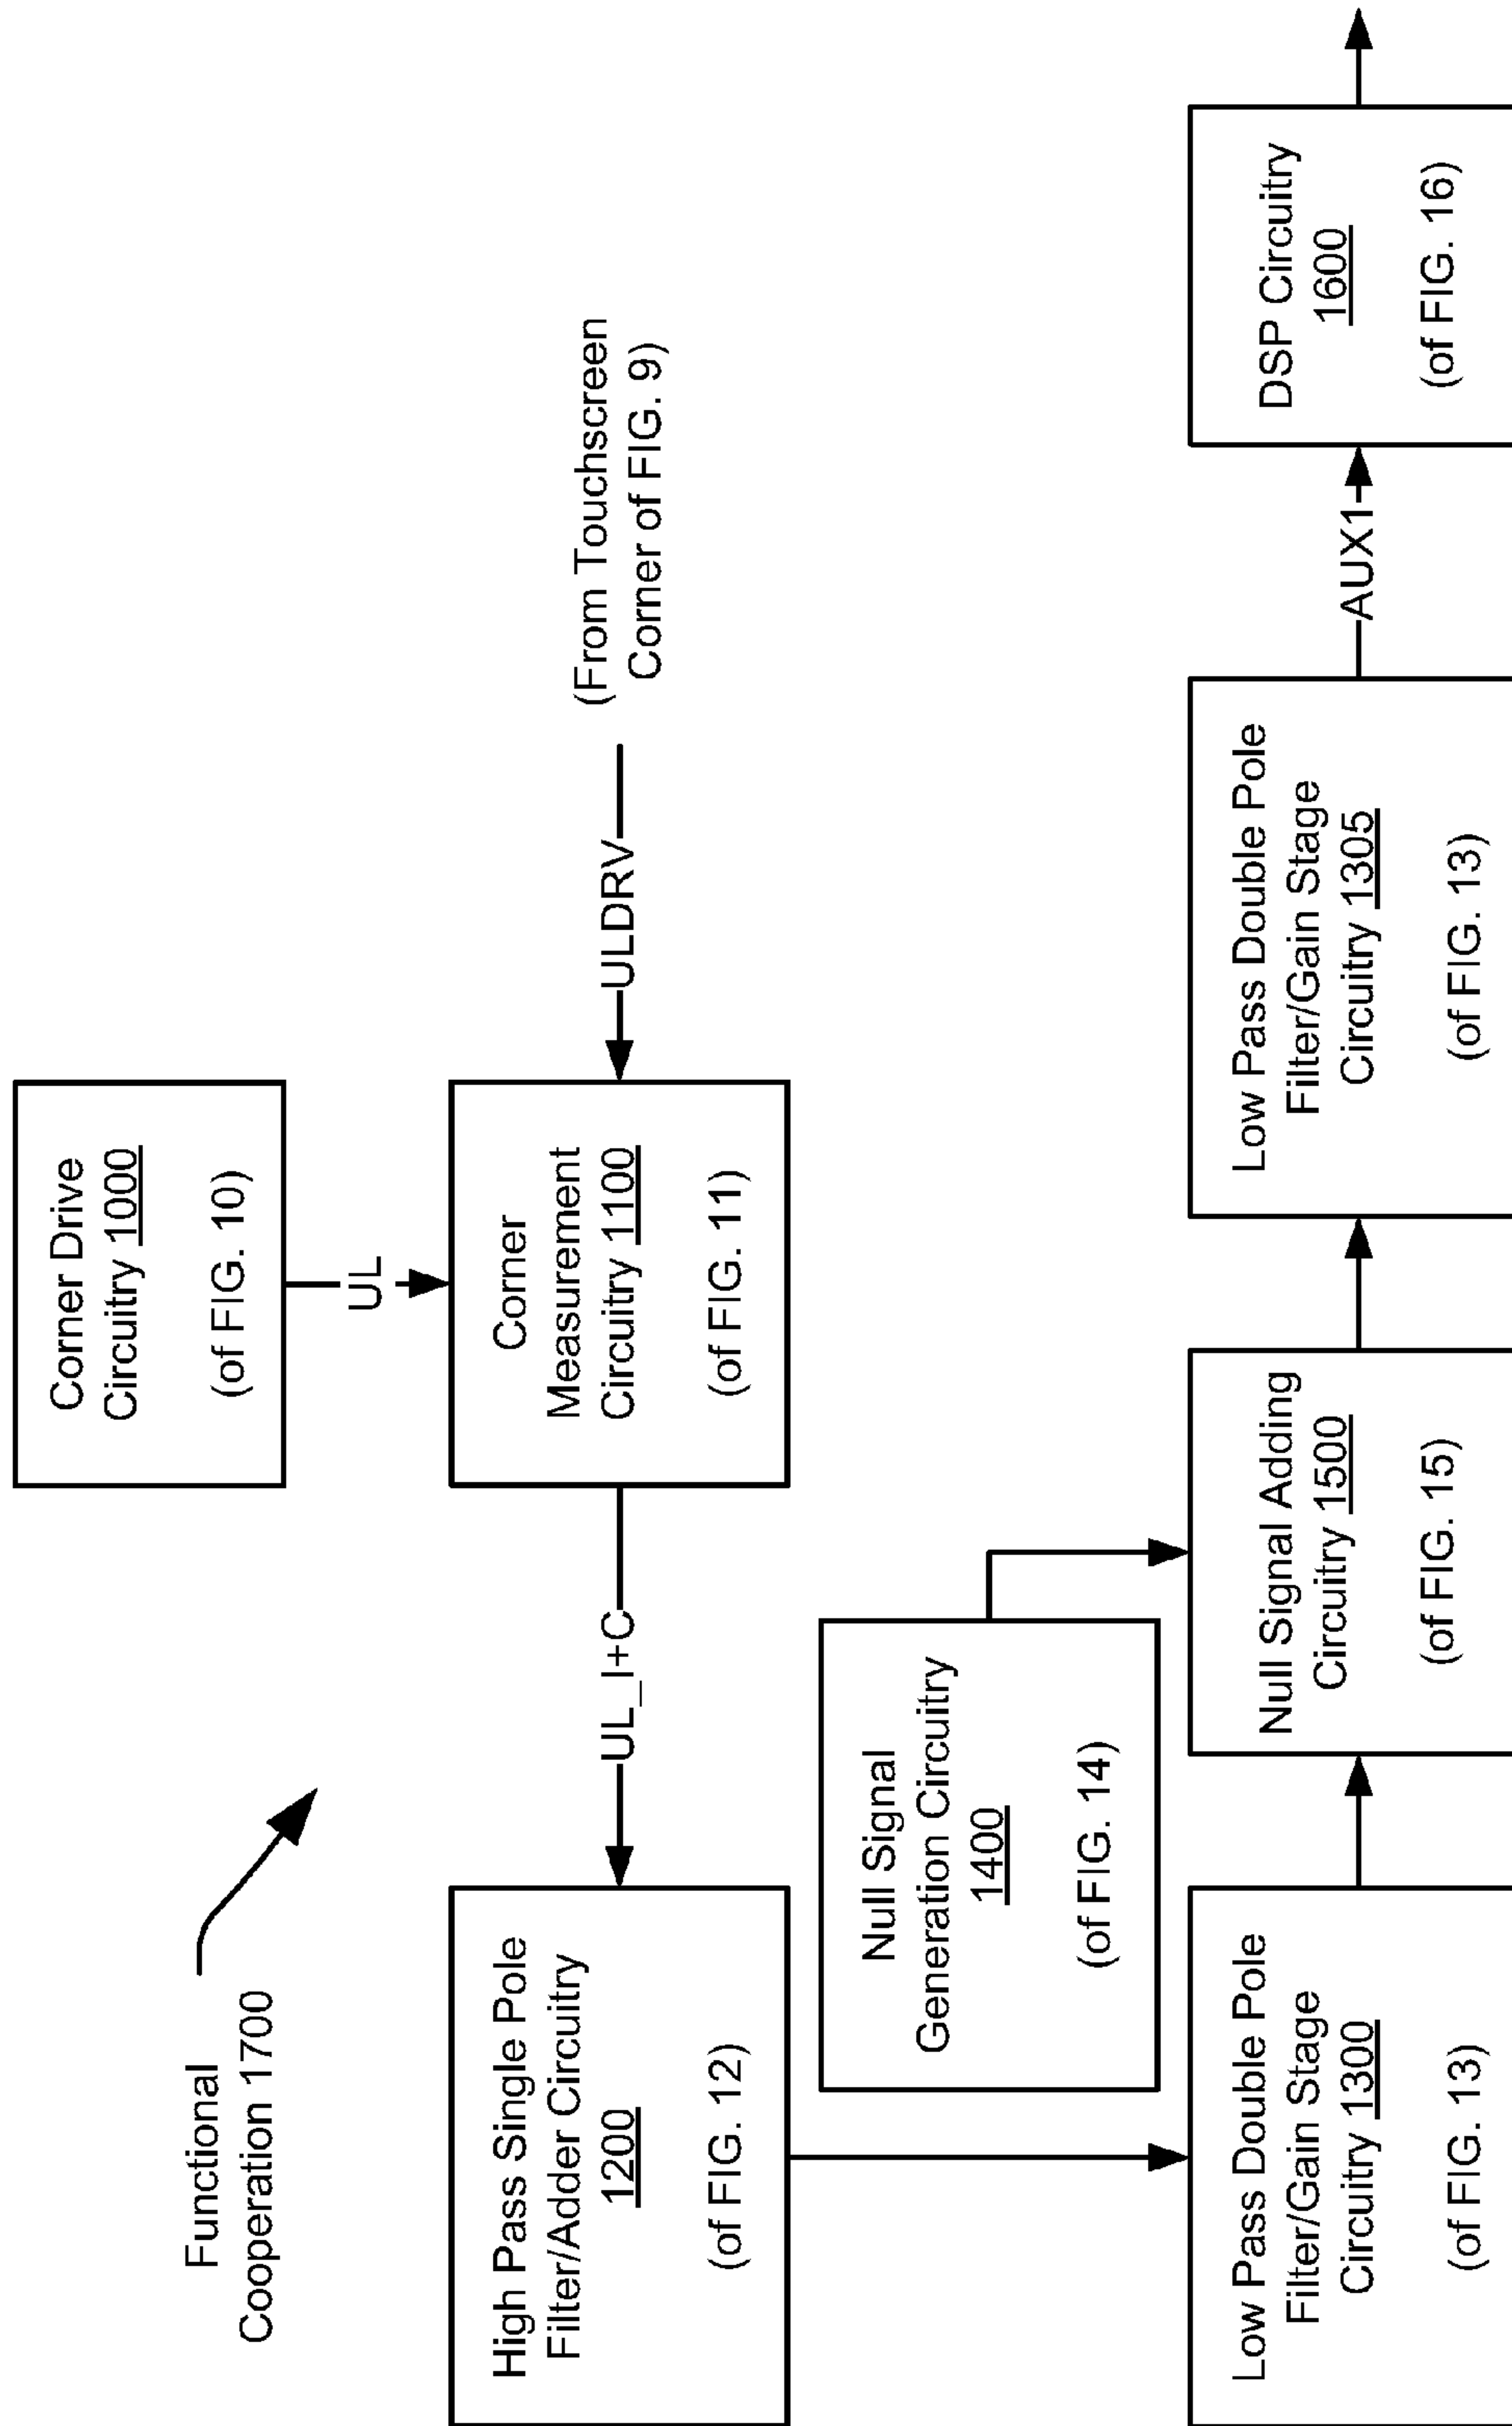 Functional
Cooperation 1700
Corner Drive
Circuitry 1000
(of FIG. 10)
UL
High Pass Single Pole
Filter/Adder Circuitry
1200
(of FIG. 12)
UL_I+C
Corner
Measurement
Circuitry 1100
(of FIG. 11)
ULDRV
(From Touchscreen
Corner of FIG. 9)
Null Signal
Generation Circuitry
1400
(of FIG. 14)
Low Pass Double Pole
Filter/Gain Stage
Circuitry 1300
(of FIG. 13)
Null Signal Adding
Circuitry 1500
(of FIG. 15)
Low Pass Double Pole
Filter/Gain Stage
Circuitry 1305
(of FIG. 13)
AUX1
DSP Circuitry
1600
(of FIG. 16)